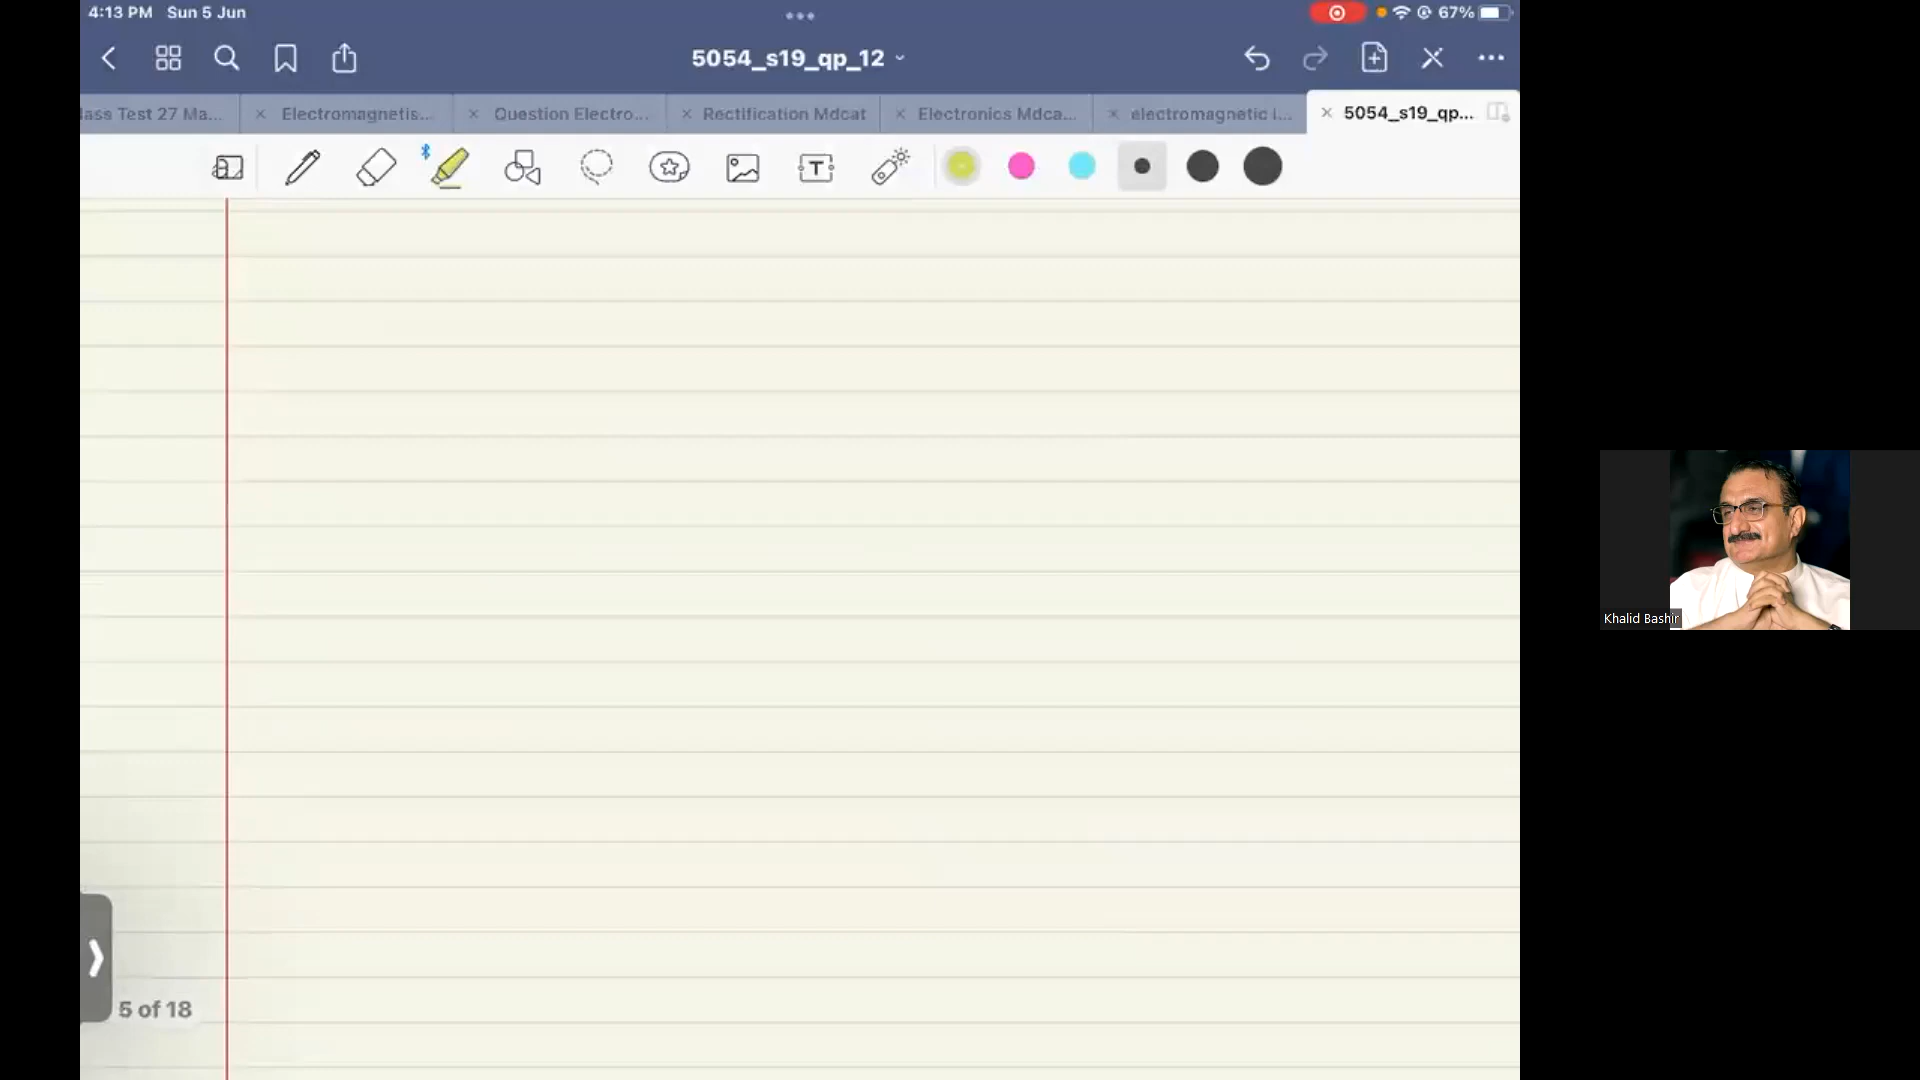 4:13 PM Sun 5 Jun
67%
5054_s19_qp_12
ass Test 27 Ma...
Electromagnetis...
Question Electro...
Rectification Mdcat
Electronics Mdca...
electromagnetic i...
5054_s19_qp...
T
Khalid Bashir
5 of 18